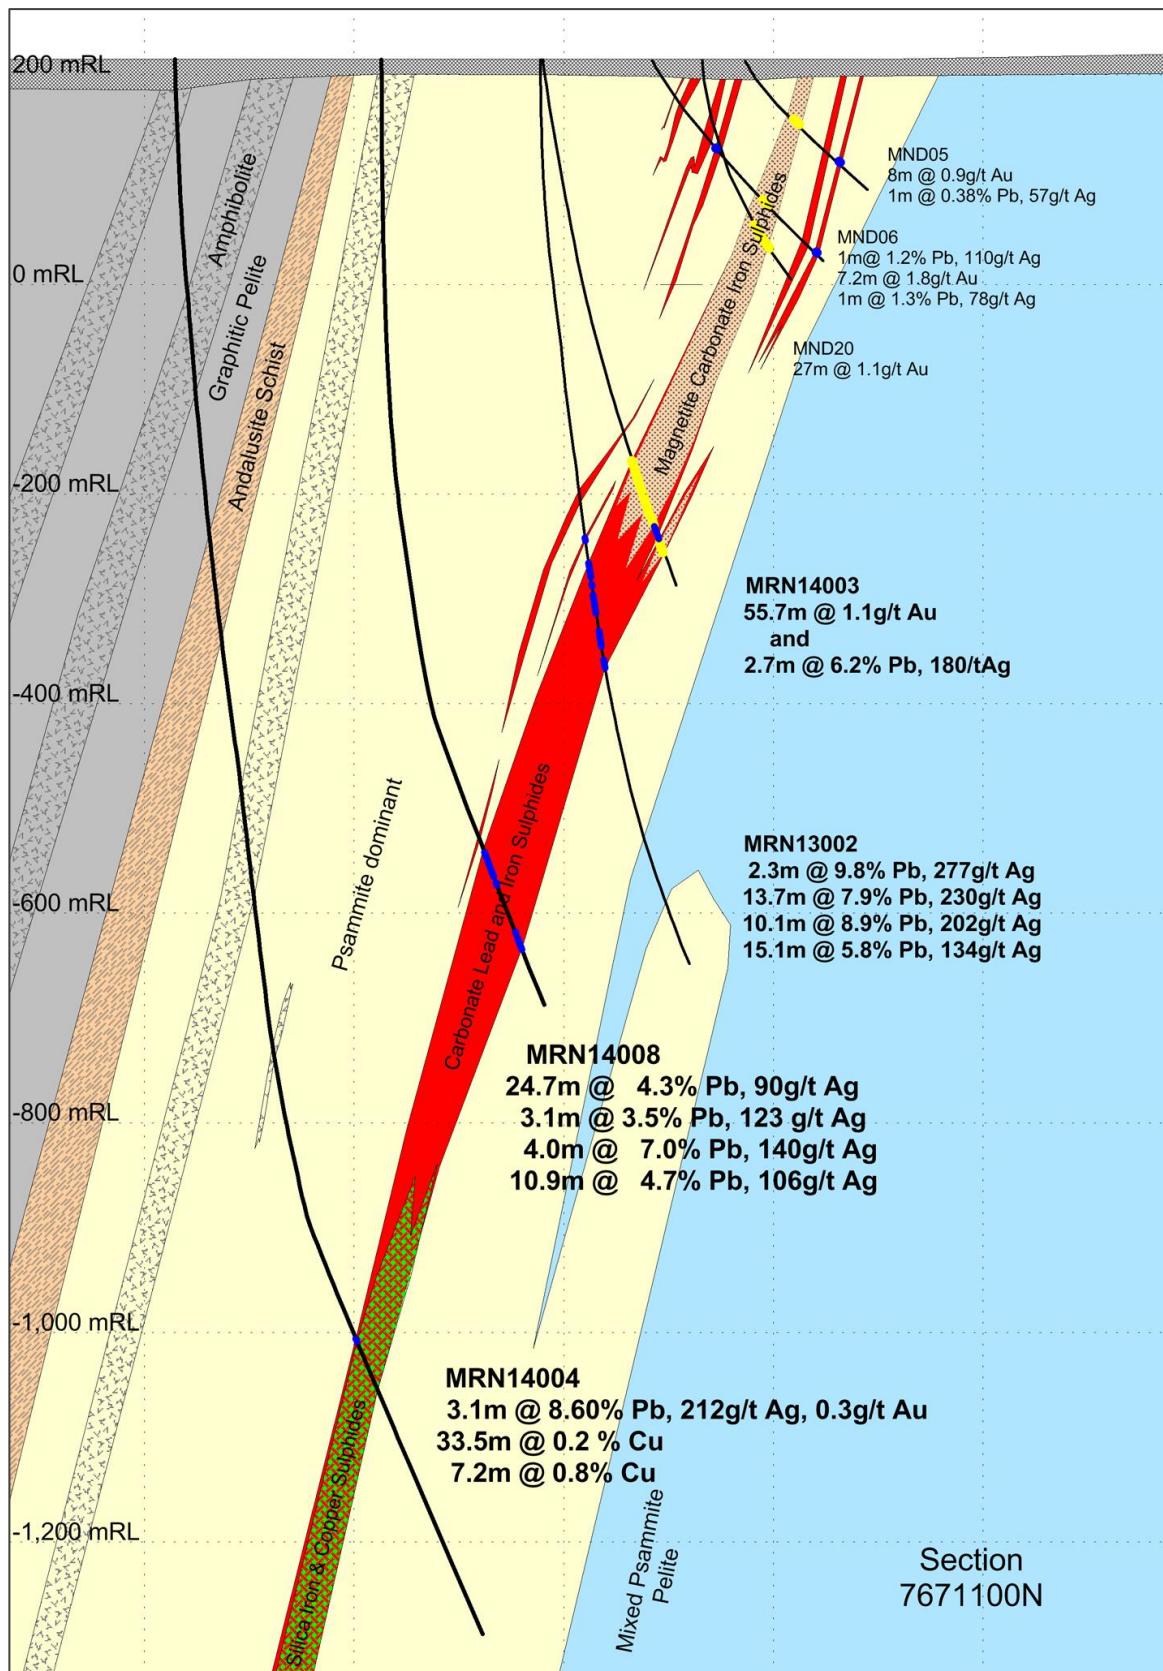 200 mRL
0 mRL
-200 mRL
-400 mRL
-600 mRL
-800 mRL
-1,000 mRL
-1,200 mRL
Amphibolite
Graphitic Pelite
Andalusite Schist
Psammite dominant
Magnetite Carbonate Iron Sulphides
Carbonate Lead and Iron Sulphides
Silica Iron & Copper Sulphides
Mixed Psammite
Pelite
MND05
8m @ 0.9g/t Au
1m @ 0.38% Pb, 57g/t Ag
MND06
1m@ 1.2% Pb, 110g/t Ag
7.2m @ 1.8g/t Au
1m @ 1.3% Pb, 78g/t Ag
MND20
27m @ 1.1g/t Au
MRN14003
55.7m @ 1.1g/t Au
and
2.7m @ 6.2% Pb, 180/tAg
MRN13002
2.3m @ 9.8% Pb, 277g/t Ag
13.7m @ 7.9% Pb, 230g/t Ag
10.1m @ 8.9% Pb, 202g/t Ag
15.1m @ 5.8% Pb, 134g/t Ag
MRN14008
24.7m @ 4.3% Pb, 90g/t Ag
3.1m @ 3.5% Pb, 123 g/t Ag
4.0m @ 7.0% Pb, 140g/t Ag
10.9m @ 4.7% Pb, 106g/t Ag
MRN14004
3.1m @ 8.60% Pb, 212g/t Ag, 0.3g/t Au
33.5m @ 0.2 % Cu
7.2m @ 0.8% Cu
Section
7671100N